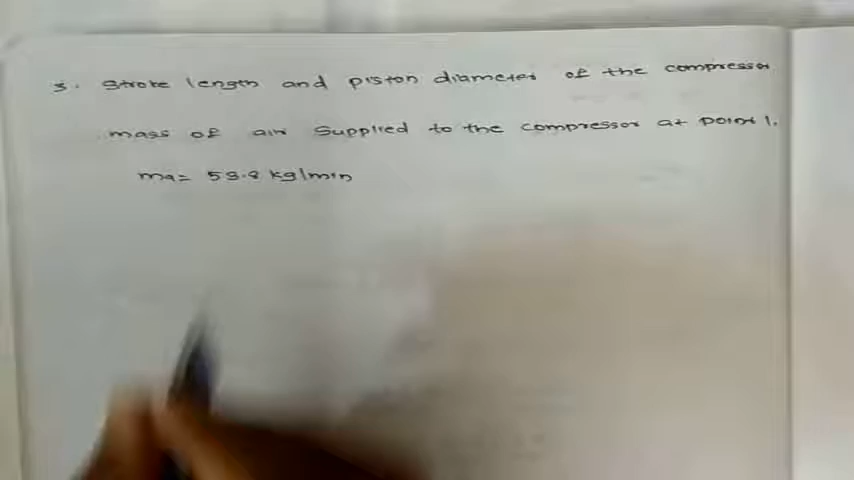 3. Stroke length and piston diameter of the compressor
mass of air supplied to the compressor at point 1.
ma = 53.8 kg/min